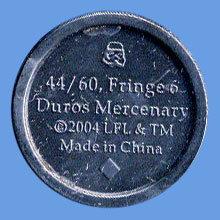 44/60, Fringe 6
Duros Mercenary
©2004 LFL & TM
Made in China